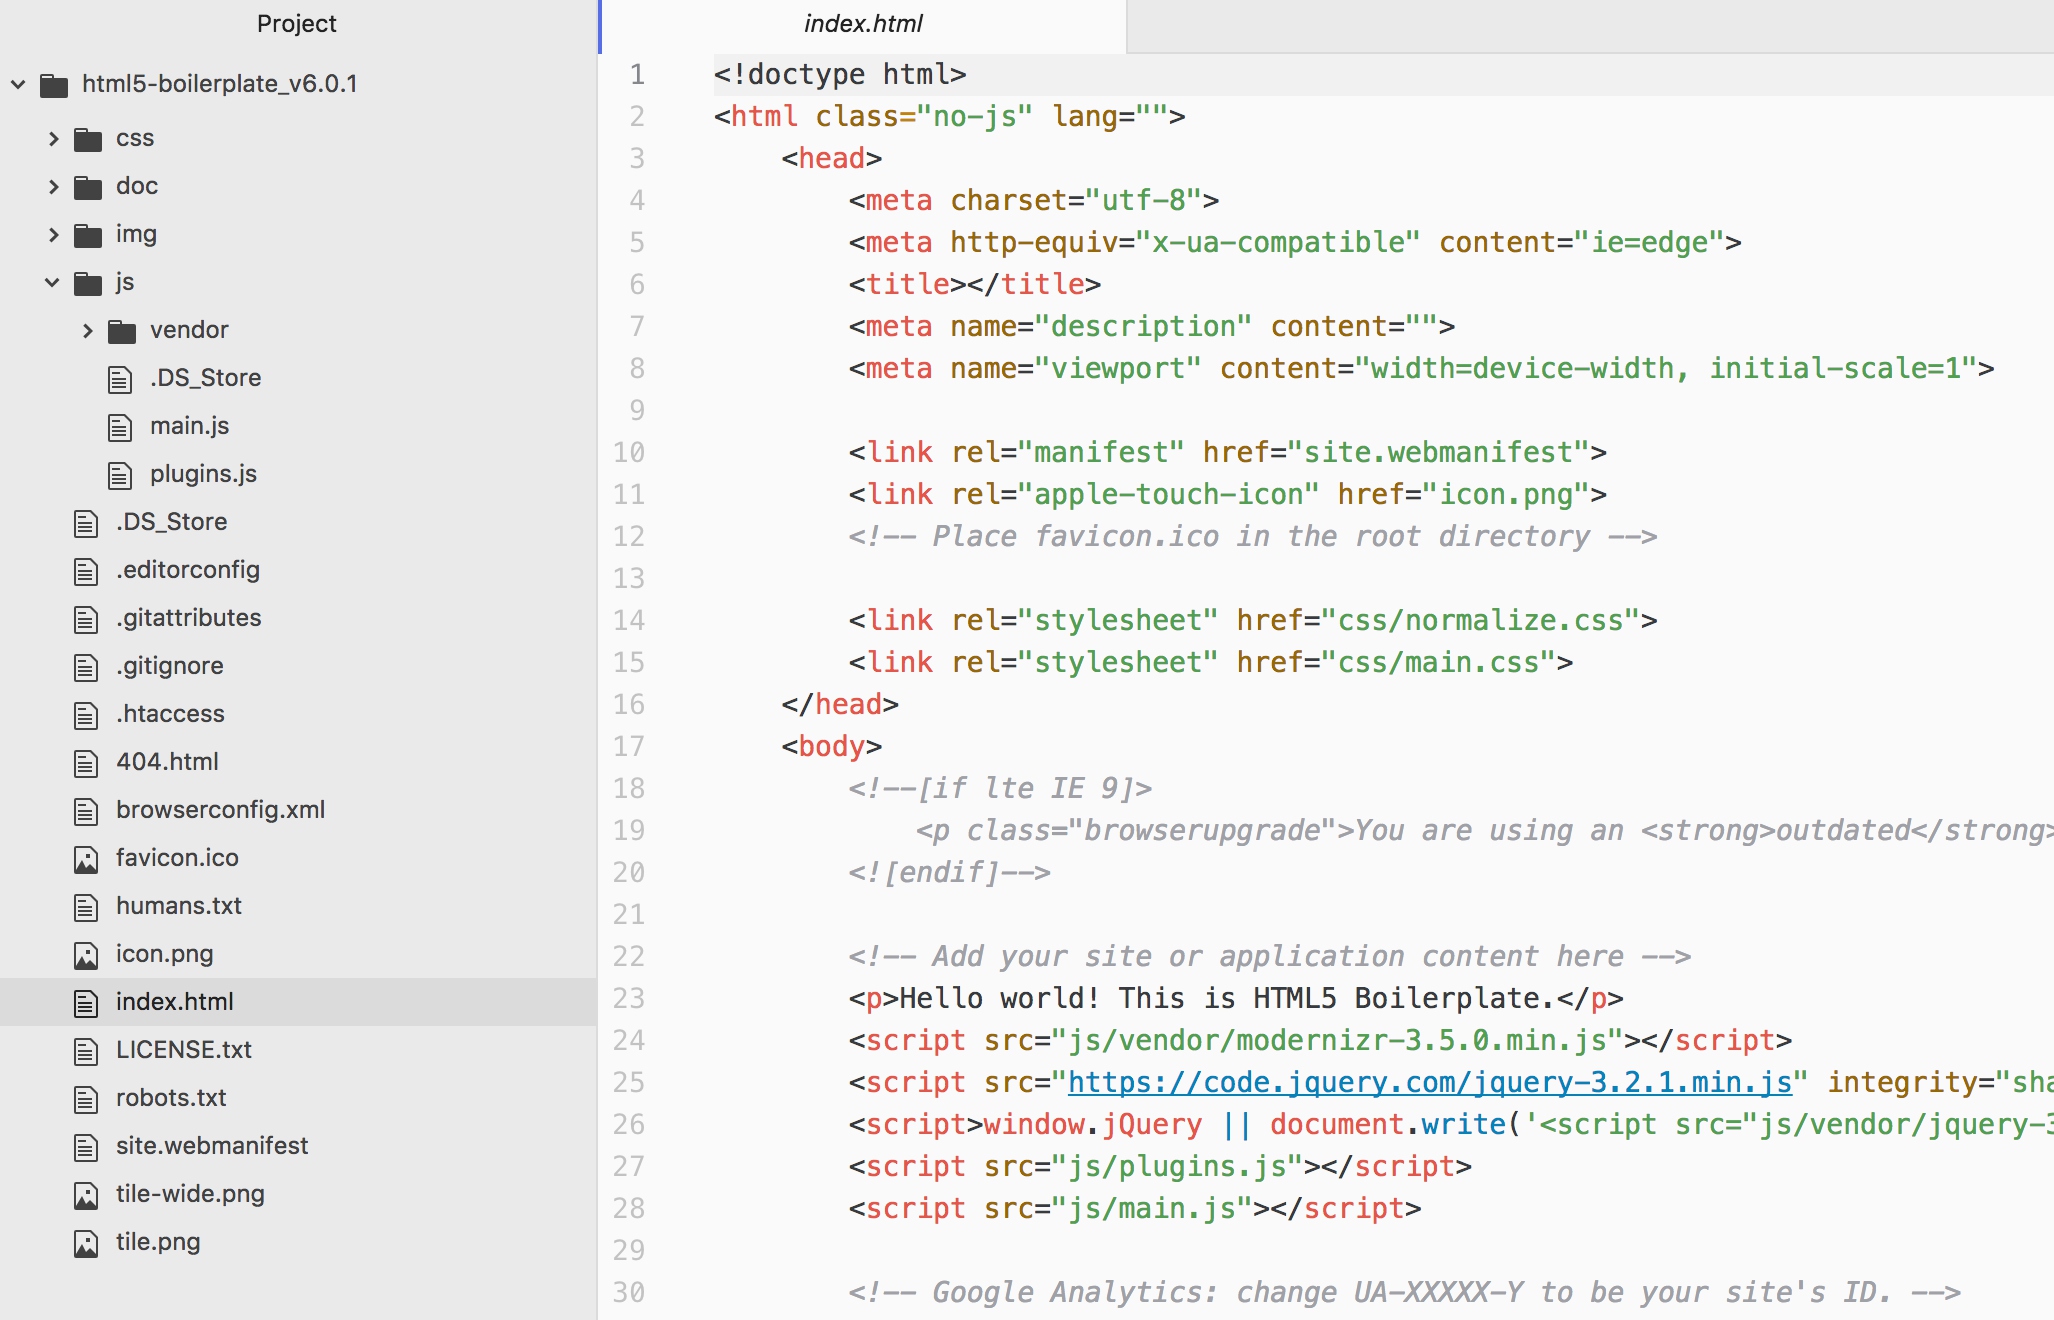 Project
html5-boilerplate_v6.0.1
css
doc
img
js
vendor
.DS_Store
main.js
plugins.js
.DS_Store
.editorconfig
.gitattributes
.gitignore
.htaccess
404.html
browserconfig.xml
favicon.ico
humans.txt
icon.png
index.html
LICENSE.txt
robots.txt
site.webmanifest
tile-wide.png
tile.png
index.html
1 <!doctype html>
2 <html class="no-js" lang="">
3 <head>
4 <meta charset="utf-8">
5 <meta http-equiv="x-ua-compatible" content="ie=edge">
6 <title></title>
7 <meta name="description" content="">
8 <meta name="viewport" content="width=device-width, initial-scale=1">
9
10 <link rel="manifest" href="site.webmanifest">
11 <link rel="apple-touch-icon" href="icon.png">
12 <!-- Place favicon.ico in the root directory -->
13
14 <link rel="stylesheet" href="css/normalize.css">
15 <link rel="stylesheet" href="css/main.css">
16 </head>
17 <body>
18 <!--[if lte IE 9]>
19 <p class="browserupgrade">You are using an <strong>outdated</strong>
20 <![endif]-->
21
22 <!-- Add your site or application content here -->
23 <p>Hello world! This is HTML5 Boilerplate.</p>
24 <script src="js/vendor/modernizr-3.5.0.min.js"></script>
25 <script src="https://code.jquery.com/jquery-3.2.1.min.js" integrity="sha
26 <script>window.jQuery || document.write('<script src="js/vendor/jquery-3
27 <script src="js/plugins.js"></script>
28 <script src="js/main.js"></script>
29
30 <!-- Google Analytics: change UA-XXXXX-Y to be your site's ID. -->